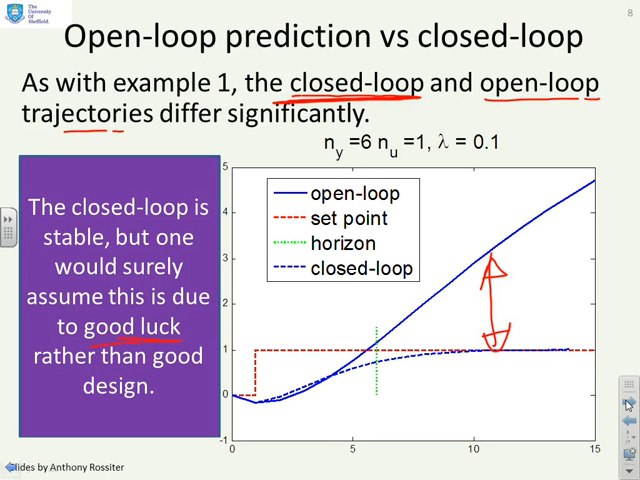 The
University
Of
Sheffield.
8
Open-loop prediction vs closed-loop
As with example 1, the closed-loop and open-loop
trajectories differ significantly.
The closed-loop is
stable, but one
would surely
assume this is due
to good luck
rather than good
design.
n_y =6 n_u =1, λ = 0.1
open-loop
set point
horizon
closed-loop
5
4
3
2
1
0
-1
0
5
10
15
Slides by Anthony Rossiter